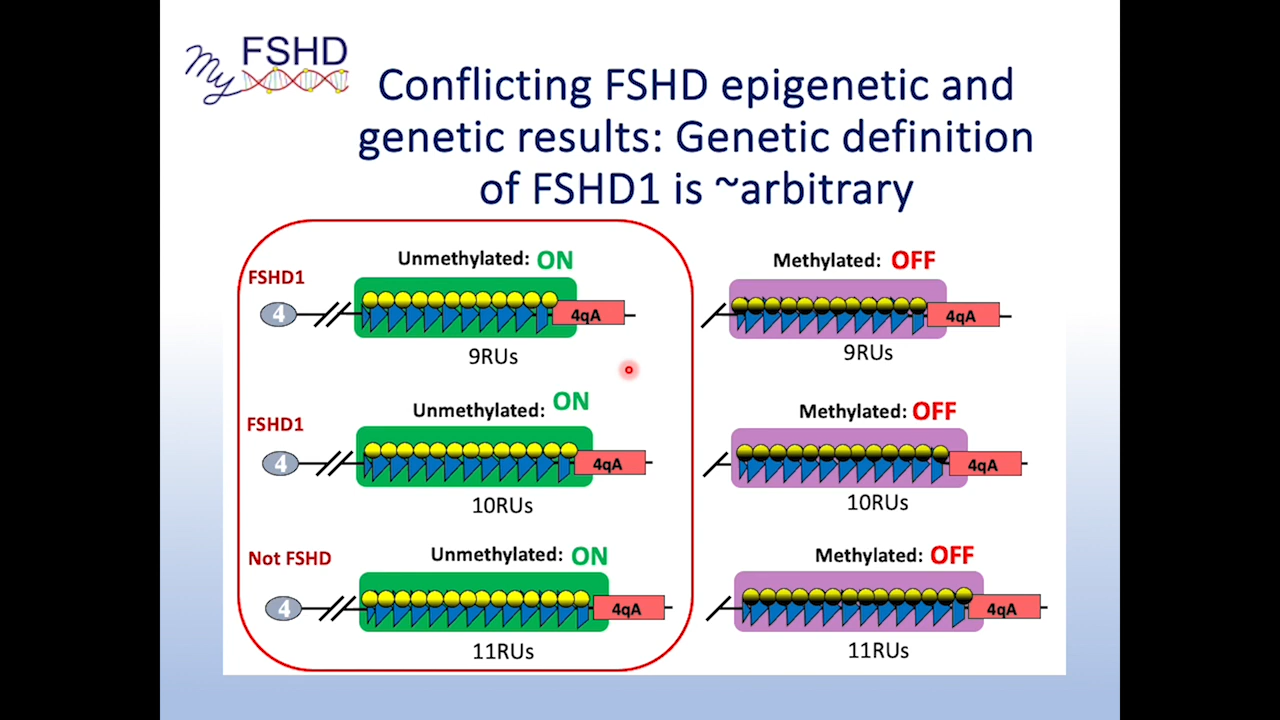 My FSHD
Conflicting FSHD epigenetic and
genetic results: Genetic definition
of FSHD1 is ~arbitrary
Unmethylated: ON
Methylated: OFF
FSHD1
4
4qA
4qA
9RUs
9RUs
Unmethylated: ON
Methylated: OFF
FSHD1
4
4qA
4qA
10RUs
10RUs
Unmethylated: ON
Methylated: OFF
Not FSHD
4
4qA
4qA
11RUs
11RUs